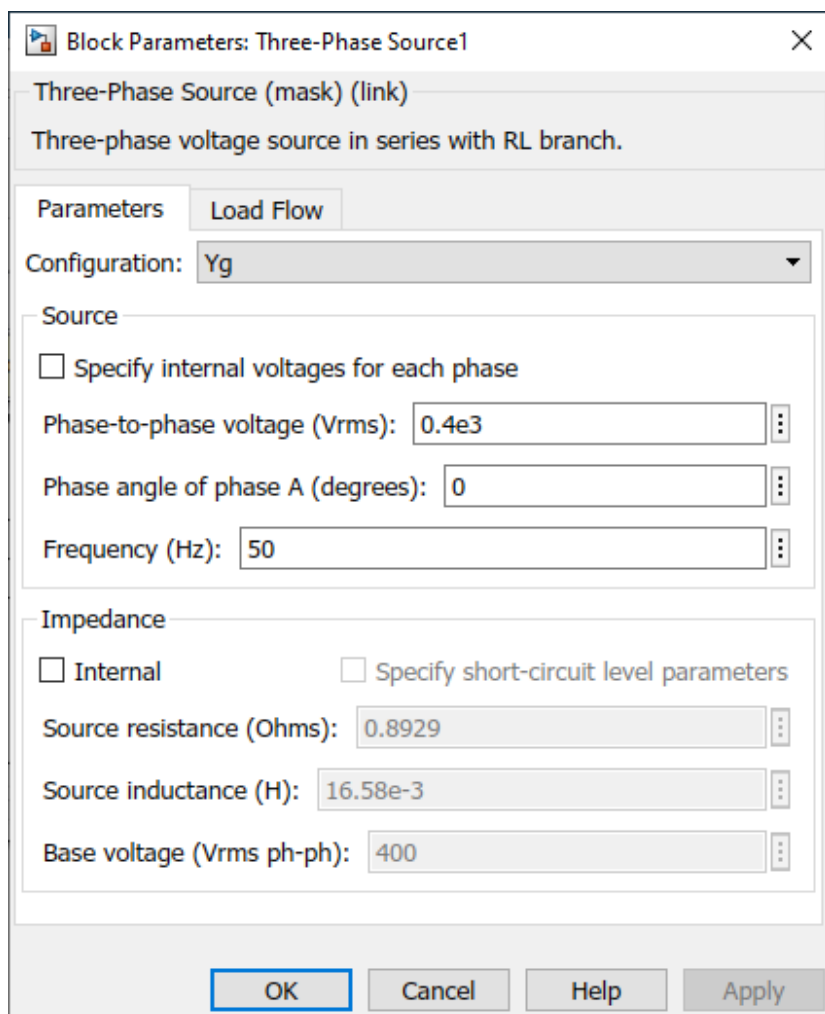 Block Parameters: Three-Phase Source1
Three-Phase Source (mask) (link)
Three-phase voltage source in series with RL branch.
Parameters Load Flow
Configuration: Yg
Source
Specify internal voltages for each phase
Phase-to-phase voltage (Vrms): 0.4e3
Phase angle of phase A (degrees): 0
Frequency (Hz): 50
Impedance
Internal Specify short-circuit level parameters
Source resistance (Ohms): 0.8929
Source inductance (H): 16.58e-3
Base voltage (Vrms ph-ph): 400
OK Cancel Help Apply